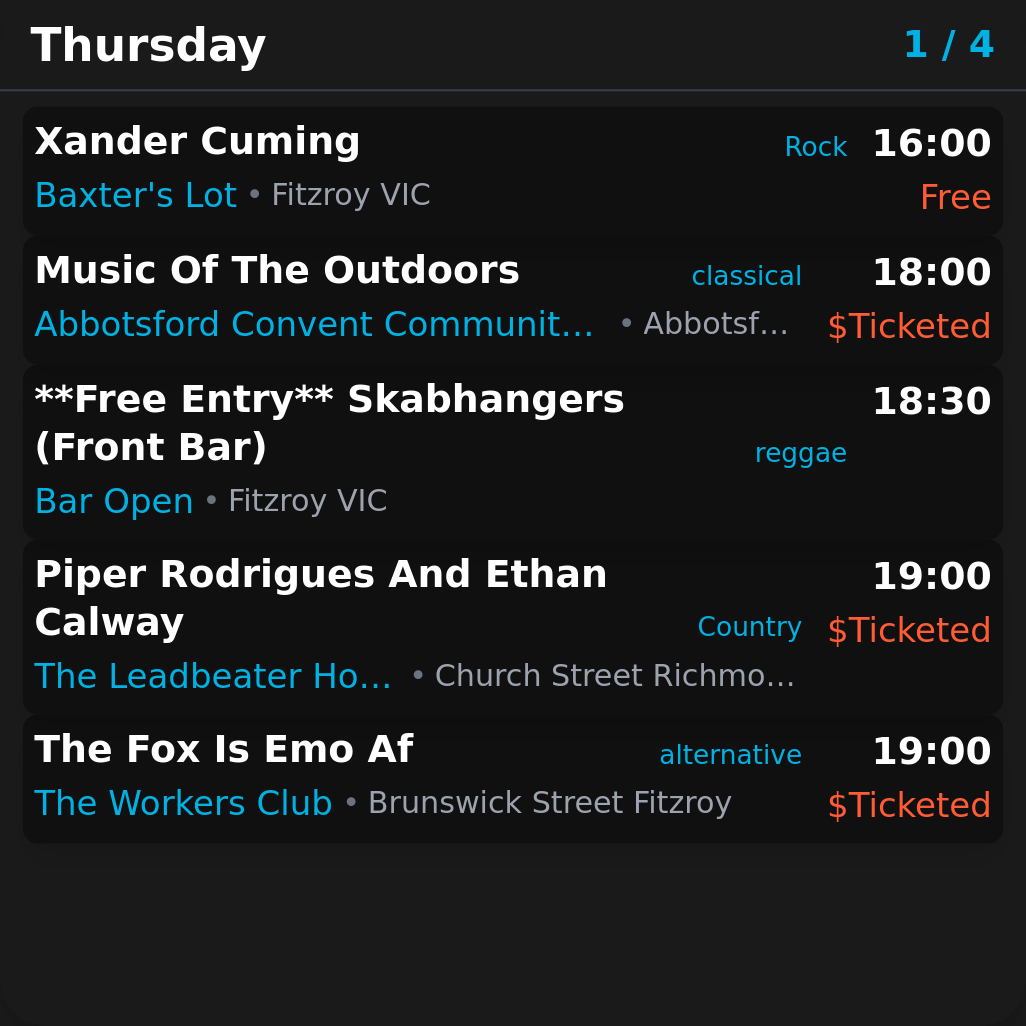 Thursday 1 / 4
Xander Cuming Rock 16:00
Baxter's Lot • Fitzroy VIC Free
Music Of The Outdoors classical 18:00
Abbotsford Convent Communit... • Abbotsf... $Ticketed
**Free Entry** Skabhangers 18:30
(Front Bar) reggae
Bar Open • Fitzroy VIC
Piper Rodrigues And Ethan 19:00
Calway Country $Ticketed
The Leadbeater Ho... • Church Street Richmo...
The Fox Is Emo Af alternative 19:00
The Workers Club • Brunswick Street Fitzroy $Ticketed